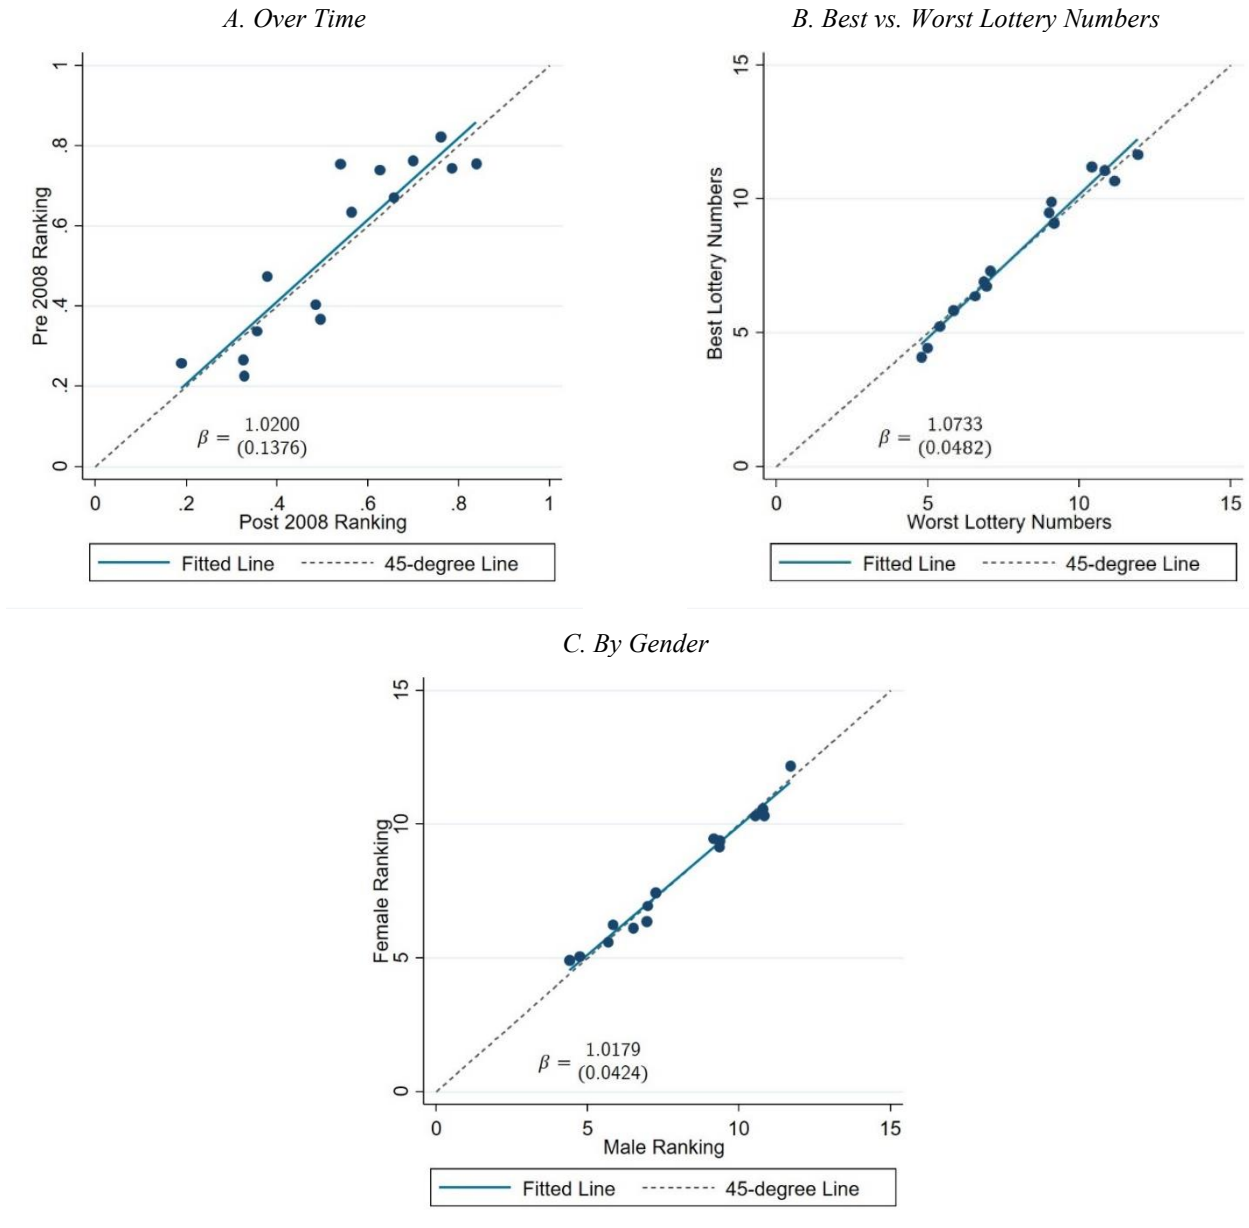 A. Over Time
Pre 2008 Ranking
1
.8
.6
.4
.2
0
β = 1.0200
(0.1376)
0 .2 .4 .6 .8 1
Post 2008 Ranking
Fitted Line 45-degree Line
B. Best vs. Worst Lottery Numbers
Best Lottery Numbers
15
10
5
0
β = 1.0733
(0.0482)
0 5 10 15
Worst Lottery Numbers
Fitted Line 45-degree Line
C. By Gender
Female Ranking
15
10
5
0
β = 1.0179
(0.0424)
0 5 10 15
Male Ranking
Fitted Line 45-degree Line